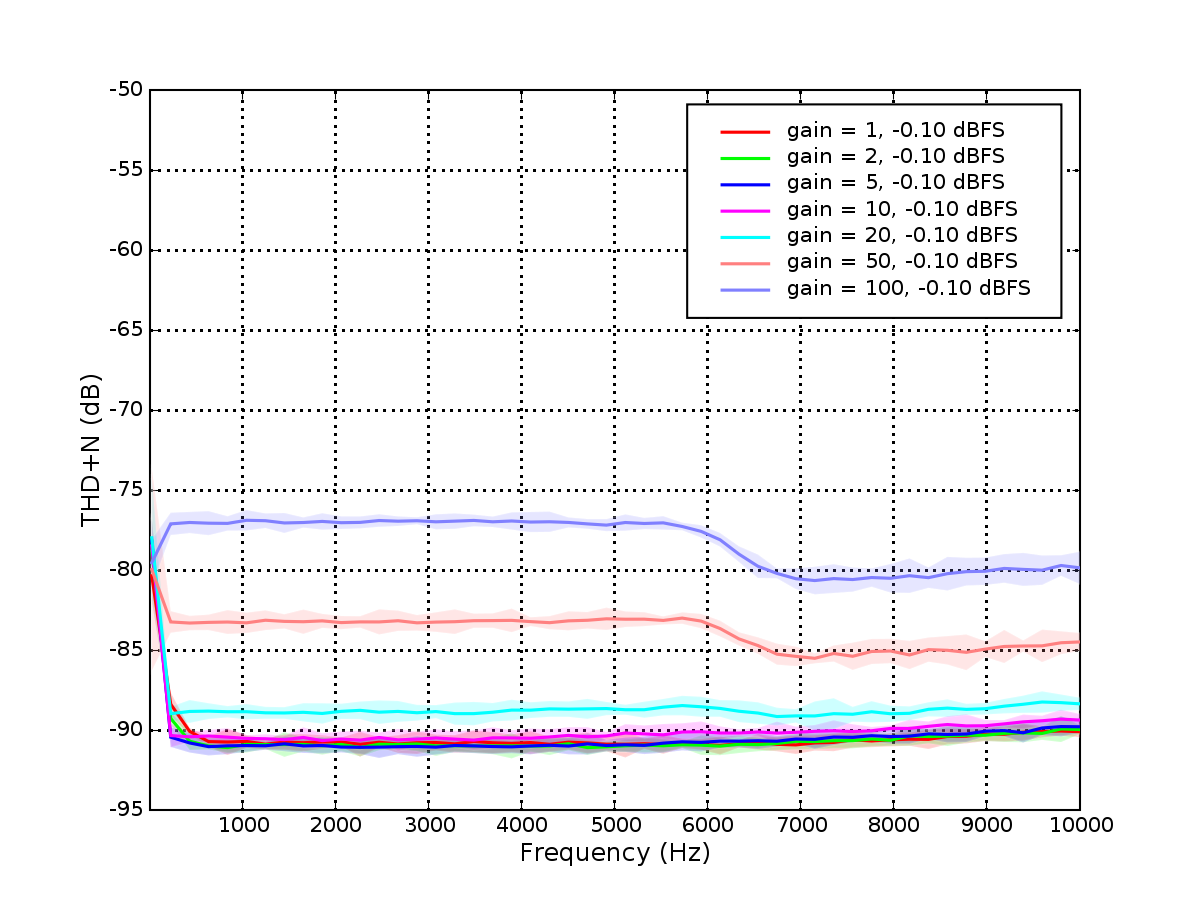 -50
-55
-60
-65
-70
-75
-80
-85
-90
-95
THD+N (dB)
gain = 1, -0.10 dBFS
gain = 2, -0.10 dBFS
gain = 5, -0.10 dBFS
gain = 10, -0.10 dBFS
gain = 20, -0.10 dBFS
gain = 50, -0.10 dBFS
gain = 100, -0.10 dBFS
1000 2000 3000 4000 5000 6000 7000 8000 9000 10000
Frequency (Hz)